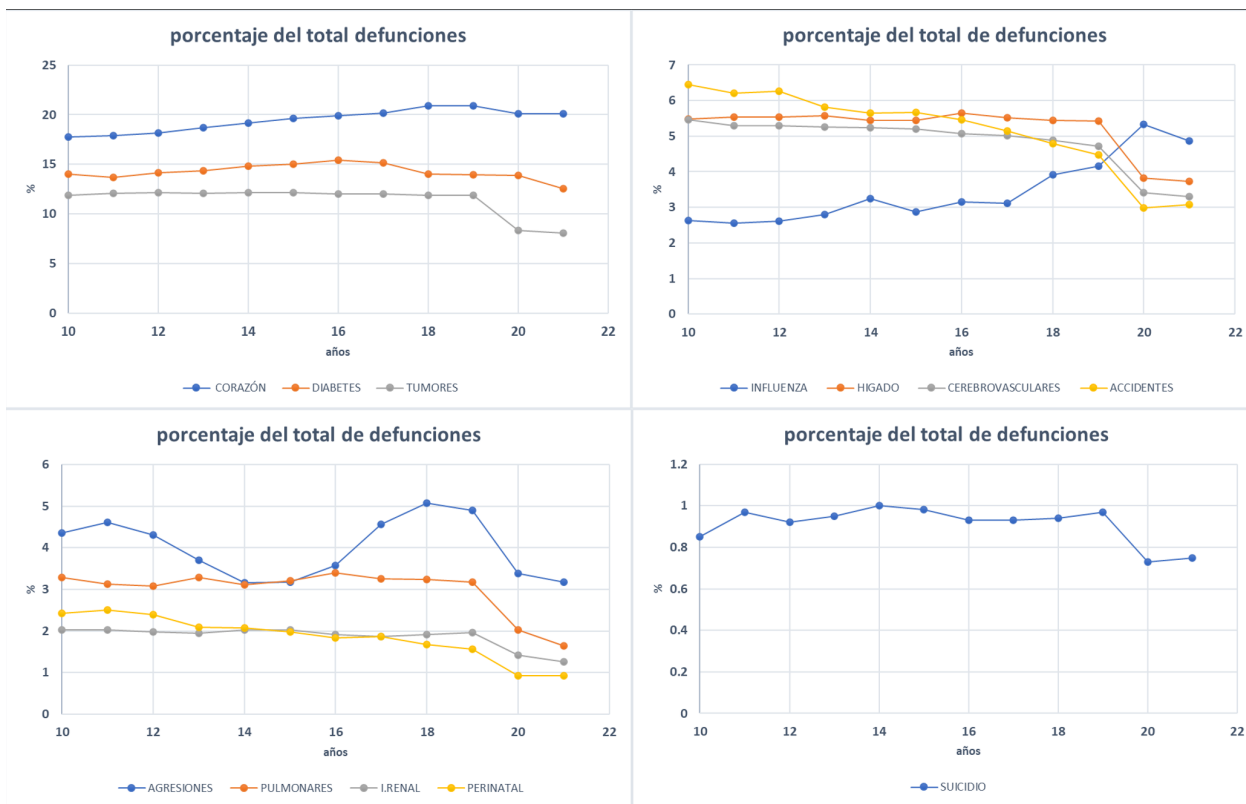 porcentaje del total defunciones
25
20
15
10
5
0
%
10 12 14 16 18 20 22
años
CORAZÓN DIABETES TUMORES
porcentaje del total de defunciones
7
6
5
4
3
2
1
0
%
10 12 14 16 18 20 22
años
INFLUENZA HIGADO CEREBROVASCULARES ACCIDENTES
porcentaje del total de defunciones
6
5
4
3
2
1
0
%
10 12 14 16 18 20 22
años
AGRESIONES PULMONARES I.RENAL PERINATAL
porcentaje del total de defunciones
1.2
1
0.8
0.6
0.4
0.2
0
%
10 12 14 16 18 20 22
años
SUICIDIO